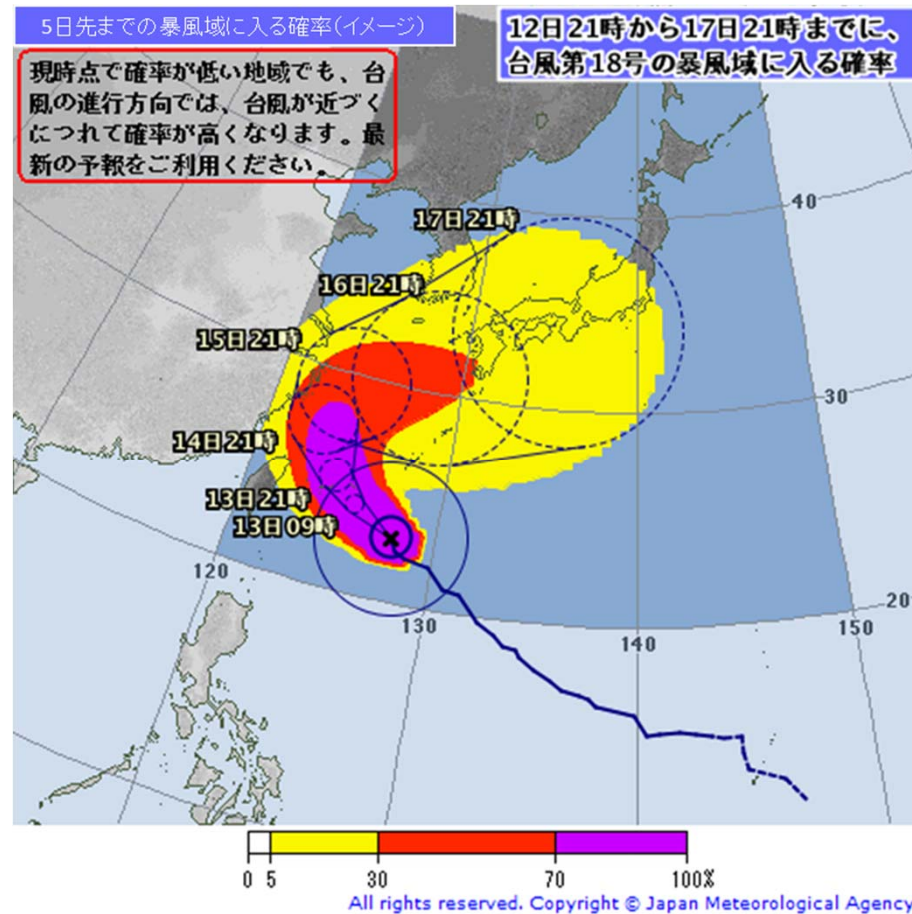 5日先までの暴風域に入る確率(イメージ)
12日21時から17日21時までに、
台風第18号の暴風域に入る確率
現時点で確率が低い地域でも、台
風の進行方向では、台風が近づく
につれて確率が高くなります。最
新の予報をご利用ください。
17日21時
16日21時
15日21時
14日21時
13日21時
13日09時
40
30
20
120
130
140
150
0 5 30 70 100%
All rights reserved. Copyright © Japan Meteorological Agency